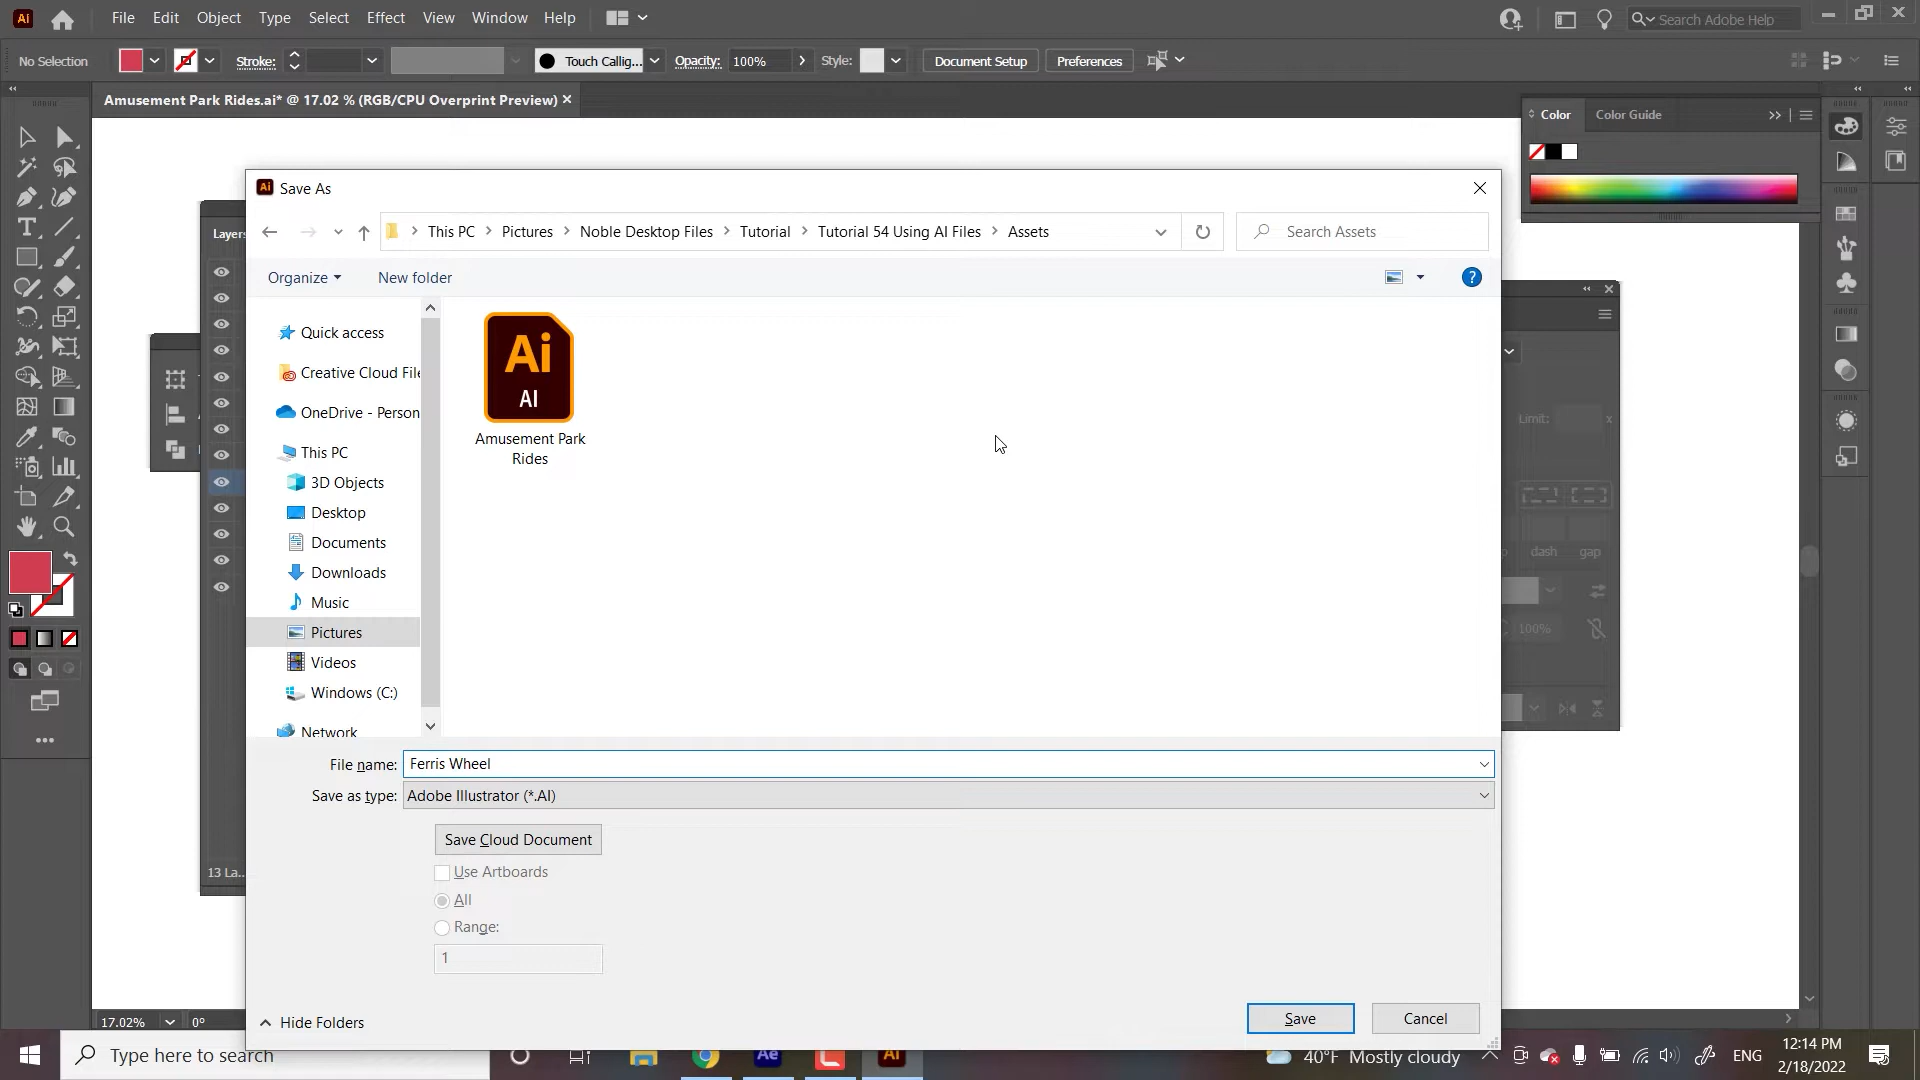 Ai File Edit Object Type Select Effect View Window Help Search Adobe Help
No Selection Stroke: Touch Callig... Opacity: 100% Style: Document Setup Preferences
Amusement Park Rides.ai* @ 17.02 % (RGB/CPU Overprint Preview)
Color Color Guide
Layers
Ai Save As
This PC Pictures Noble Desktop Files Tutorial Tutorial 54 Using AI Files Assets Search Assets
Organize New folder
Quick access
Creative Cloud File
OneDrive - Person
This PC
3D Objects
Desktop
Documents
Downloads
Music
Pictures
Videos
Windows (C:)
Network
Ai
AI
Amusement Park
Rides
Limit: x
dash gap
100%
File name: Ferris Wheel
Save as type: Adobe Illustrator (*.AI)
Save Cloud Document
Use Artboards
All
Range:
1
13 La...
Hide Folders Save Cancel
17.02% 0°
Type here to search Ae Ai 40°F Mostly cloudy ENG 12:14 PM
2/18/2022